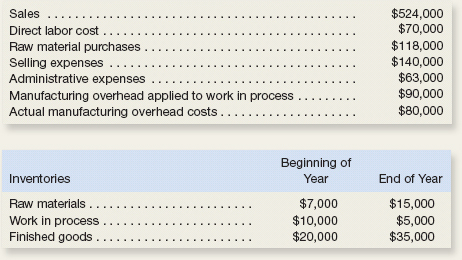 Sales ........................................ $524,000
Direct labor cost ................................ $70,000
Raw material purchases ........................... $118,000
Selling expenses ................................ $140,000
Administrative expenses .......................... $63,000
Manufacturing overhead applied to work in process ......... $90,000
Actual manufacturing overhead costs .................... $80,000
Beginning of
Inventories Year End of Year
Raw materials ........................ $7,000 $15,000
Work in process ...................... $10,000 $5,000
Finished goods ....................... $20,000 $35,000